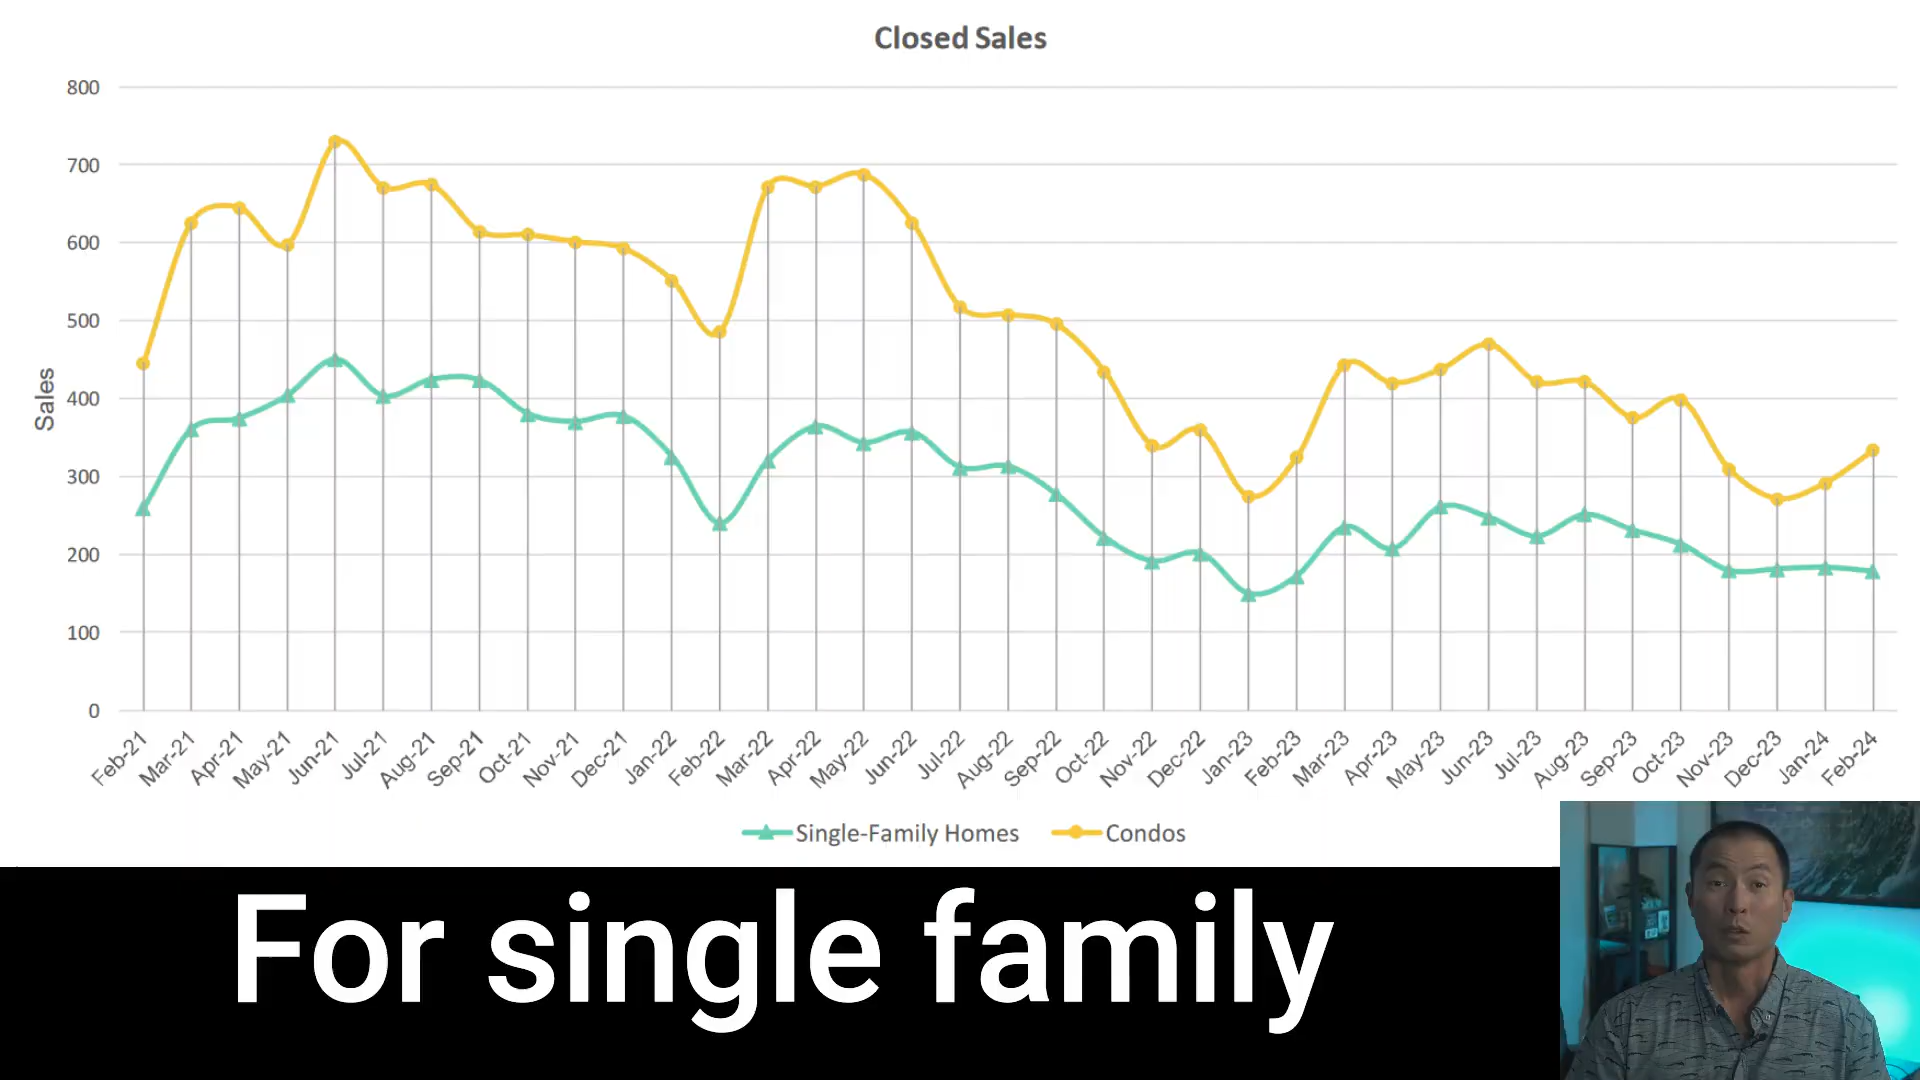 Closed Sales
800
700
600
500
400
300
200
100
0
Sales
Feb-21 Mar-21 Apr-21 May-21 Jun-21 Jul-21 Aug-21 Sep-21 Oct-21 Nov-21 Dec-21 Jan-22 Feb-22 Mar-22 Apr-22 May-22 Jun-22 Jul-22 Aug-22 Sep-22 Oct-22 Nov-22 Dec-22 Jan-23 Feb-23 Mar-23 Apr-23 May-23 Jun-23 Jul-23 Aug-23 Sep-23 Oct-23 Nov-23 Dec-23 Jan-24 Feb-24
Single-Family Homes Condos
For single family